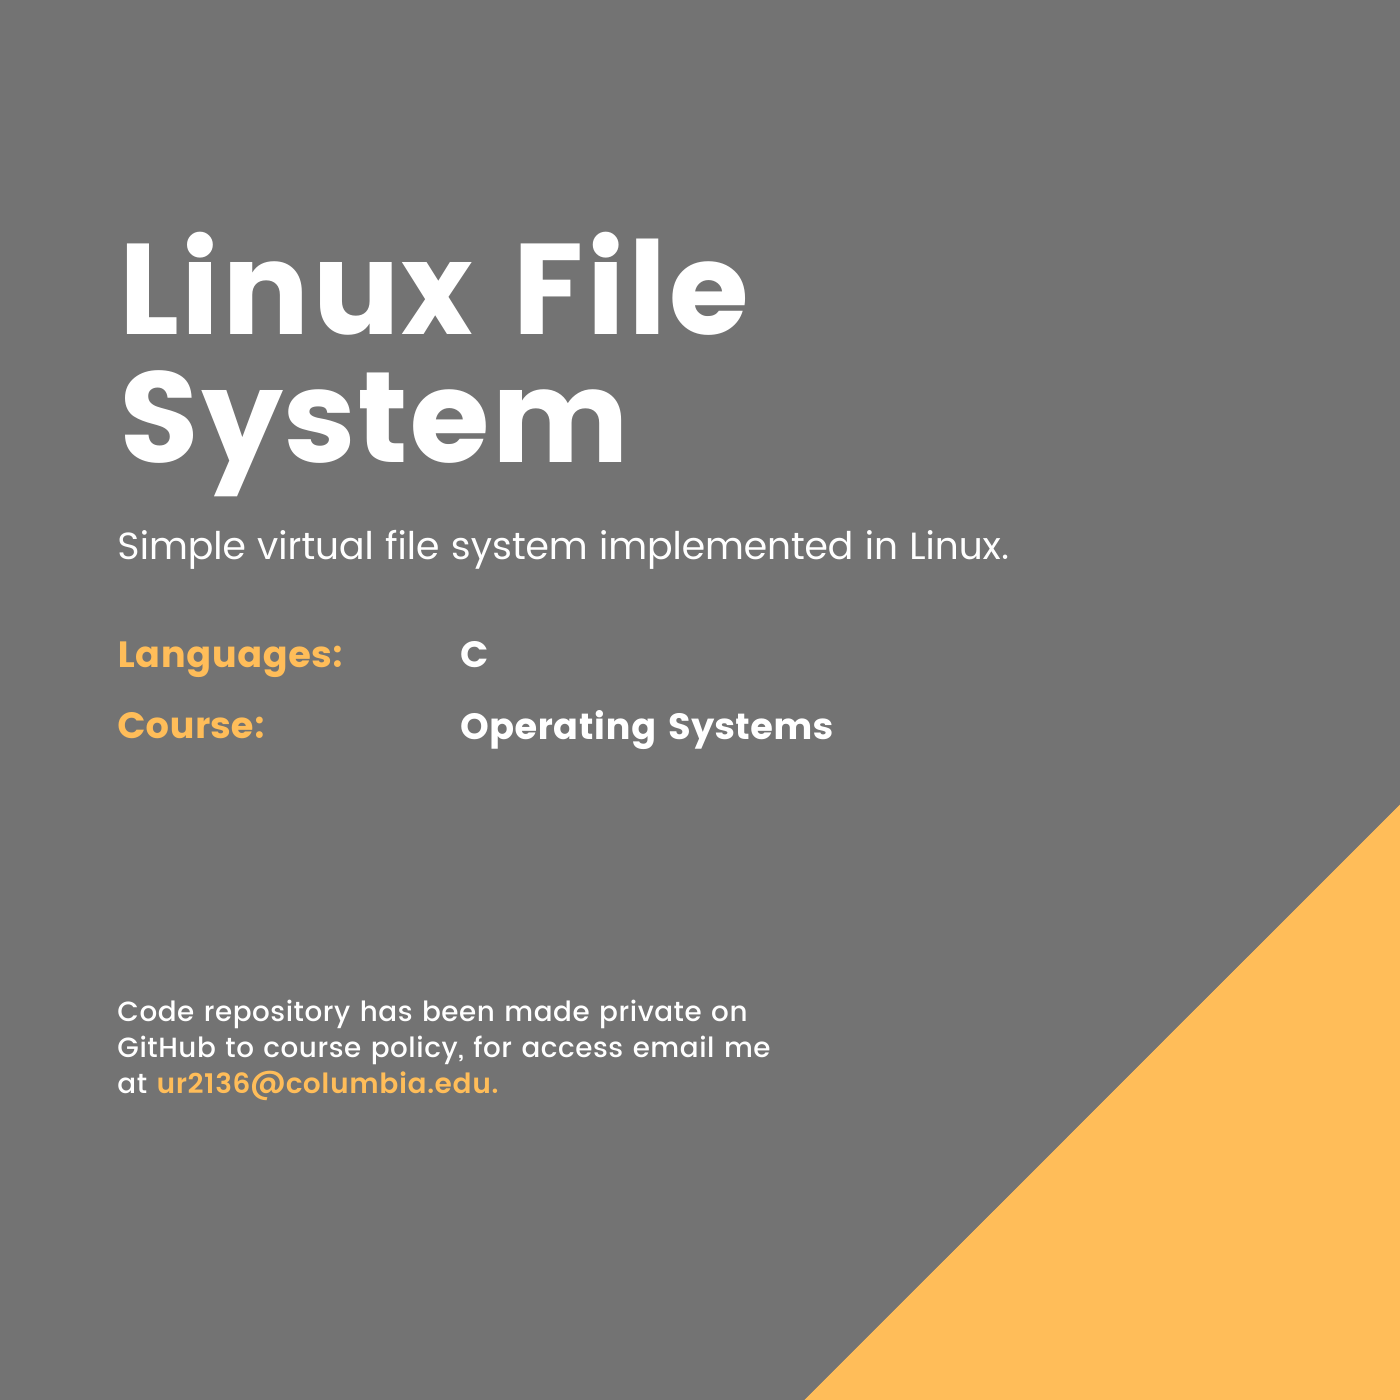 Linux File
System
Simple virtual file system implemented in Linux.
Languages: C
Course: Operating Systems
Code repository has been made private on
GitHub to course policy, for access email me
at ur2136@columbia.edu.